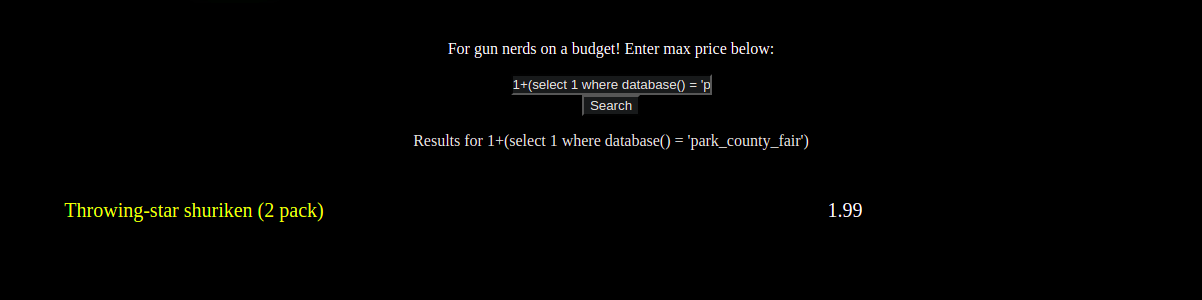 For gun nerds on a budget! Enter max price below:
1+(select 1 where database() = 'p
Search
Results for 1+(select 1 where database() = 'park_county_fair')
Throwing-star shuriken (2 pack) 1.99